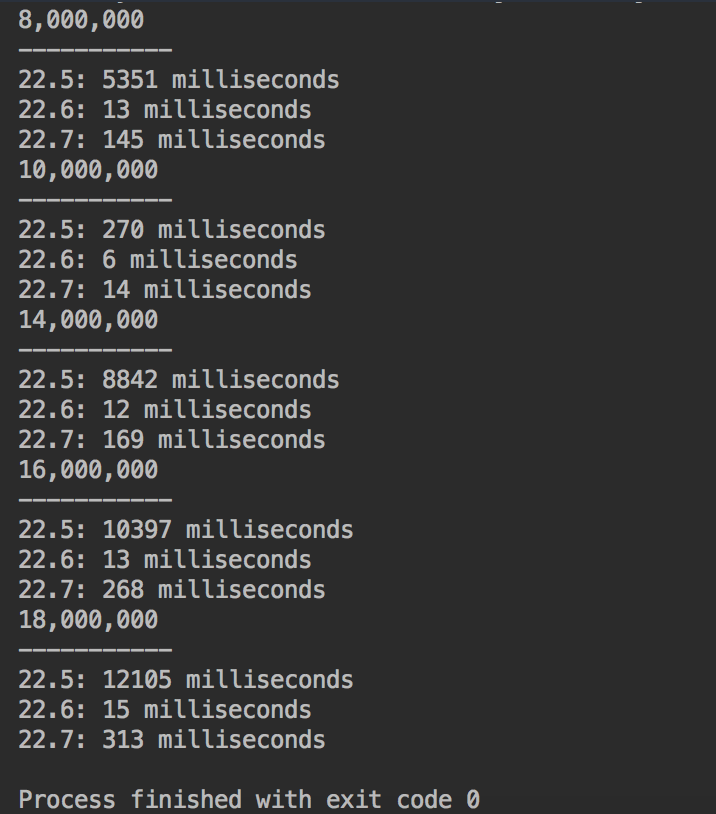 8,000,000
-----------
22.5: 5351 milliseconds
22.6: 13 milliseconds
22.7: 145 milliseconds
10,000,000
-----------
22.5: 270 milliseconds
22.6: 6 milliseconds
22.7: 14 milliseconds
14,000,000
-----------
22.5: 8842 milliseconds
22.6: 12 milliseconds
22.7: 169 milliseconds
16,000,000
-----------
22.5: 10397 milliseconds
22.6: 13 milliseconds
22.7: 268 milliseconds
18,000,000
-----------
22.5: 12105 milliseconds
22.6: 15 milliseconds
22.7: 313 milliseconds
Process finished with exit code 0